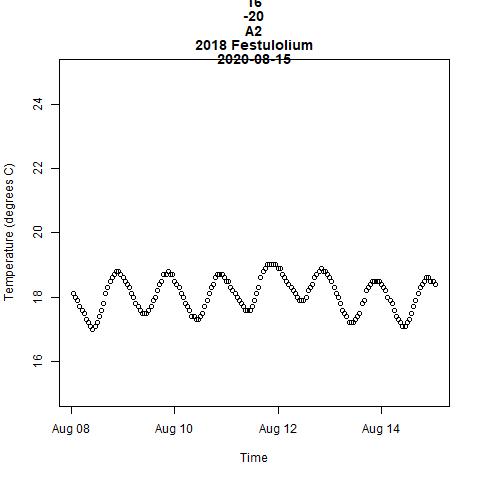 16
-20
A2
2018 Festulolium
2020-08-15
Temperature (degrees C)
24
22
20
18
16
Aug 08
Aug 10
Aug 12
Aug 14
Time